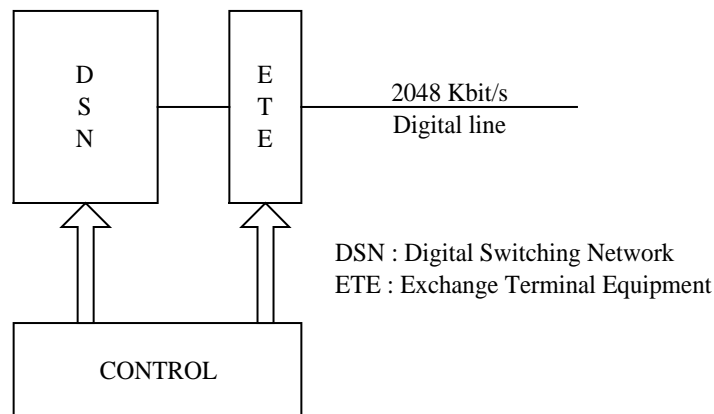 D
S
N
E
T
E
2048 Kbit/s
Digital line
DSN : Digital Switching Network
ETE : Exchange Terminal Equipment
CONTROL